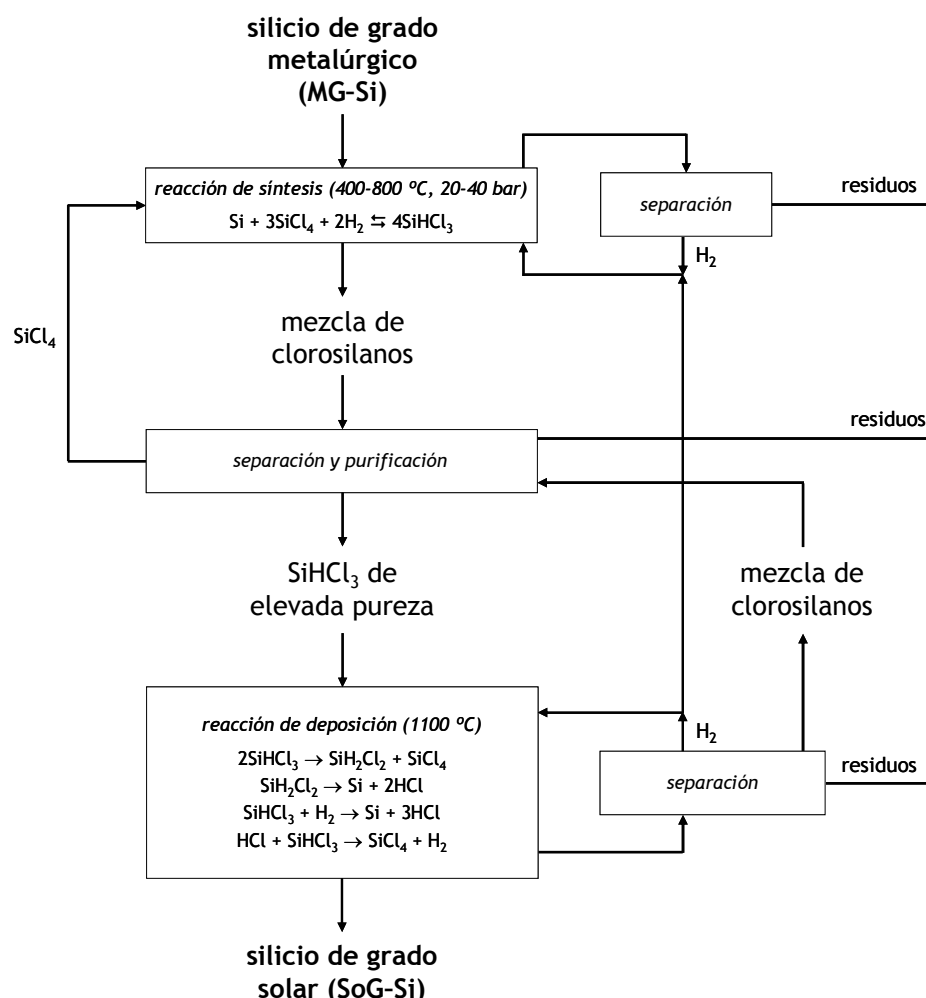 silicio de grado
metalúrgico
(MG-Si)
reacción de síntesis (400-800 ºC, 20-40 bar)
Si + 3SiCl₄ + 2H₂ ⇆ 4SiHCl₃
separación
residuos
H₂
SiCl₄
mezcla de
clorosilanos
residuos
separación y purificación
SiHCl₃ de
elevada pureza
mezcla de
clorosilanos
reacción de deposición (1100 ºC)
2SiHCl₃ → SiH₂Cl₂ + SiCl₄
SiH₂Cl₂ → Si + 2HCl
SiHCl₃ + H₂ → Si + 3HCl
HCl + SiHCl₃ → SiCl₄ + H₂
H₂
separación
residuos
silicio de grado
solar (SoG-Si)